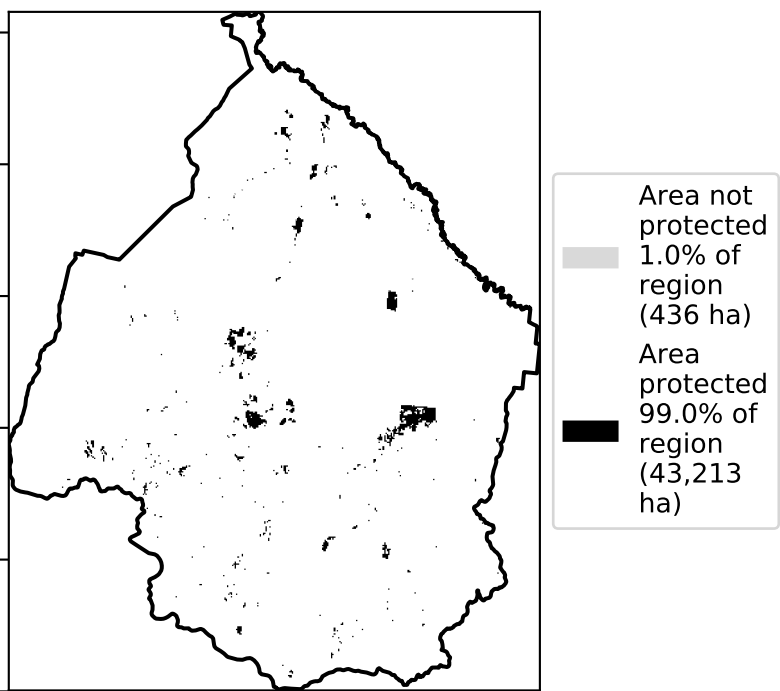 Area not
protected
1.0% of
region
(436 ha)
Area
protected
99.0% of
region
(43,213
ha)